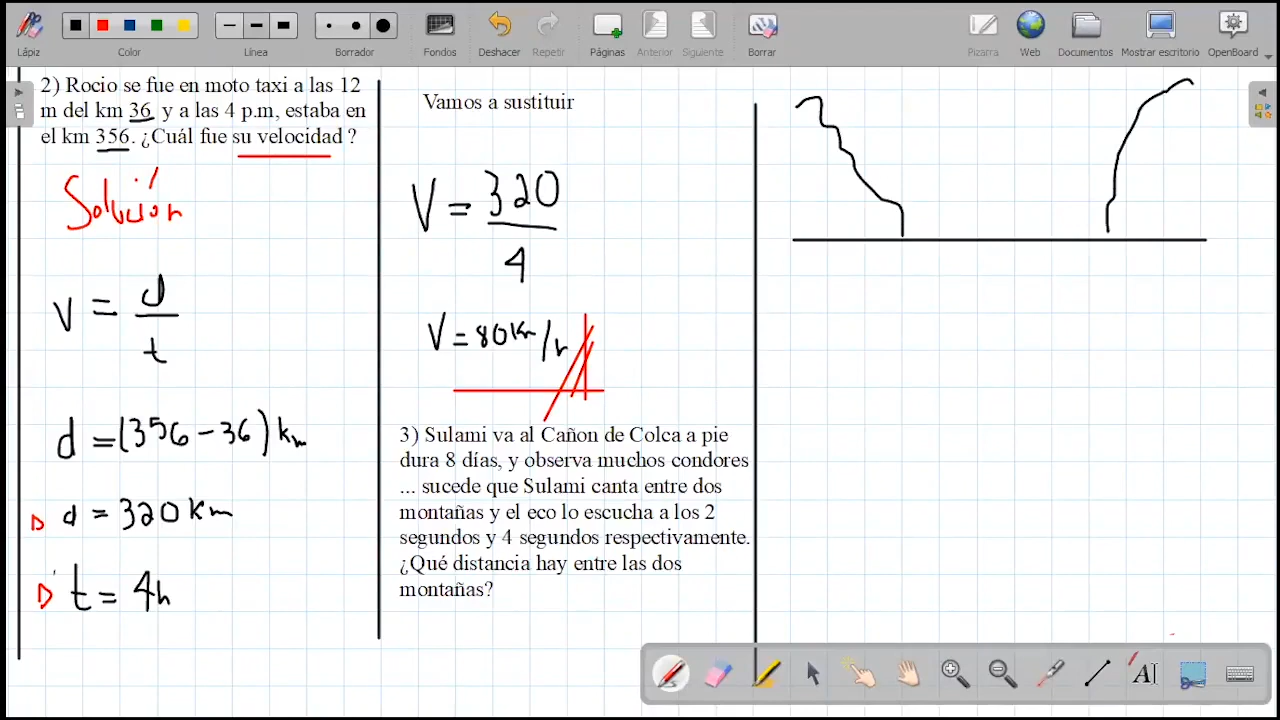 Lápiz
Color
Línea
Borrador
Fondos
Deshacer
Repetir
Páginas
Anterior
Siguiente
Borrar
Pizarra
Web
Documentos
Mostrar escritorio
OpenBoard
2) Rocio se fue en moto taxi a las 12
m del km 36 y a las 4 p.m, estaba en
el km 356. ¿Cuál fue su velocidad ?
Solución
V = d
t
d = (356 - 36) km
d = 320 Km
t = 4h
Vamos a sustituir
V = 320
4
V = 80 Km/h
3) Sulami va al Cañon de Colca a pie
dura 8 días, y observa muchos condores
... sucede que Sulami canta entre dos
montañas y el eco lo escucha a los 2
segundos y 4 segundos respectivamente.
¿Qué distancia hay entre las dos
montañas?